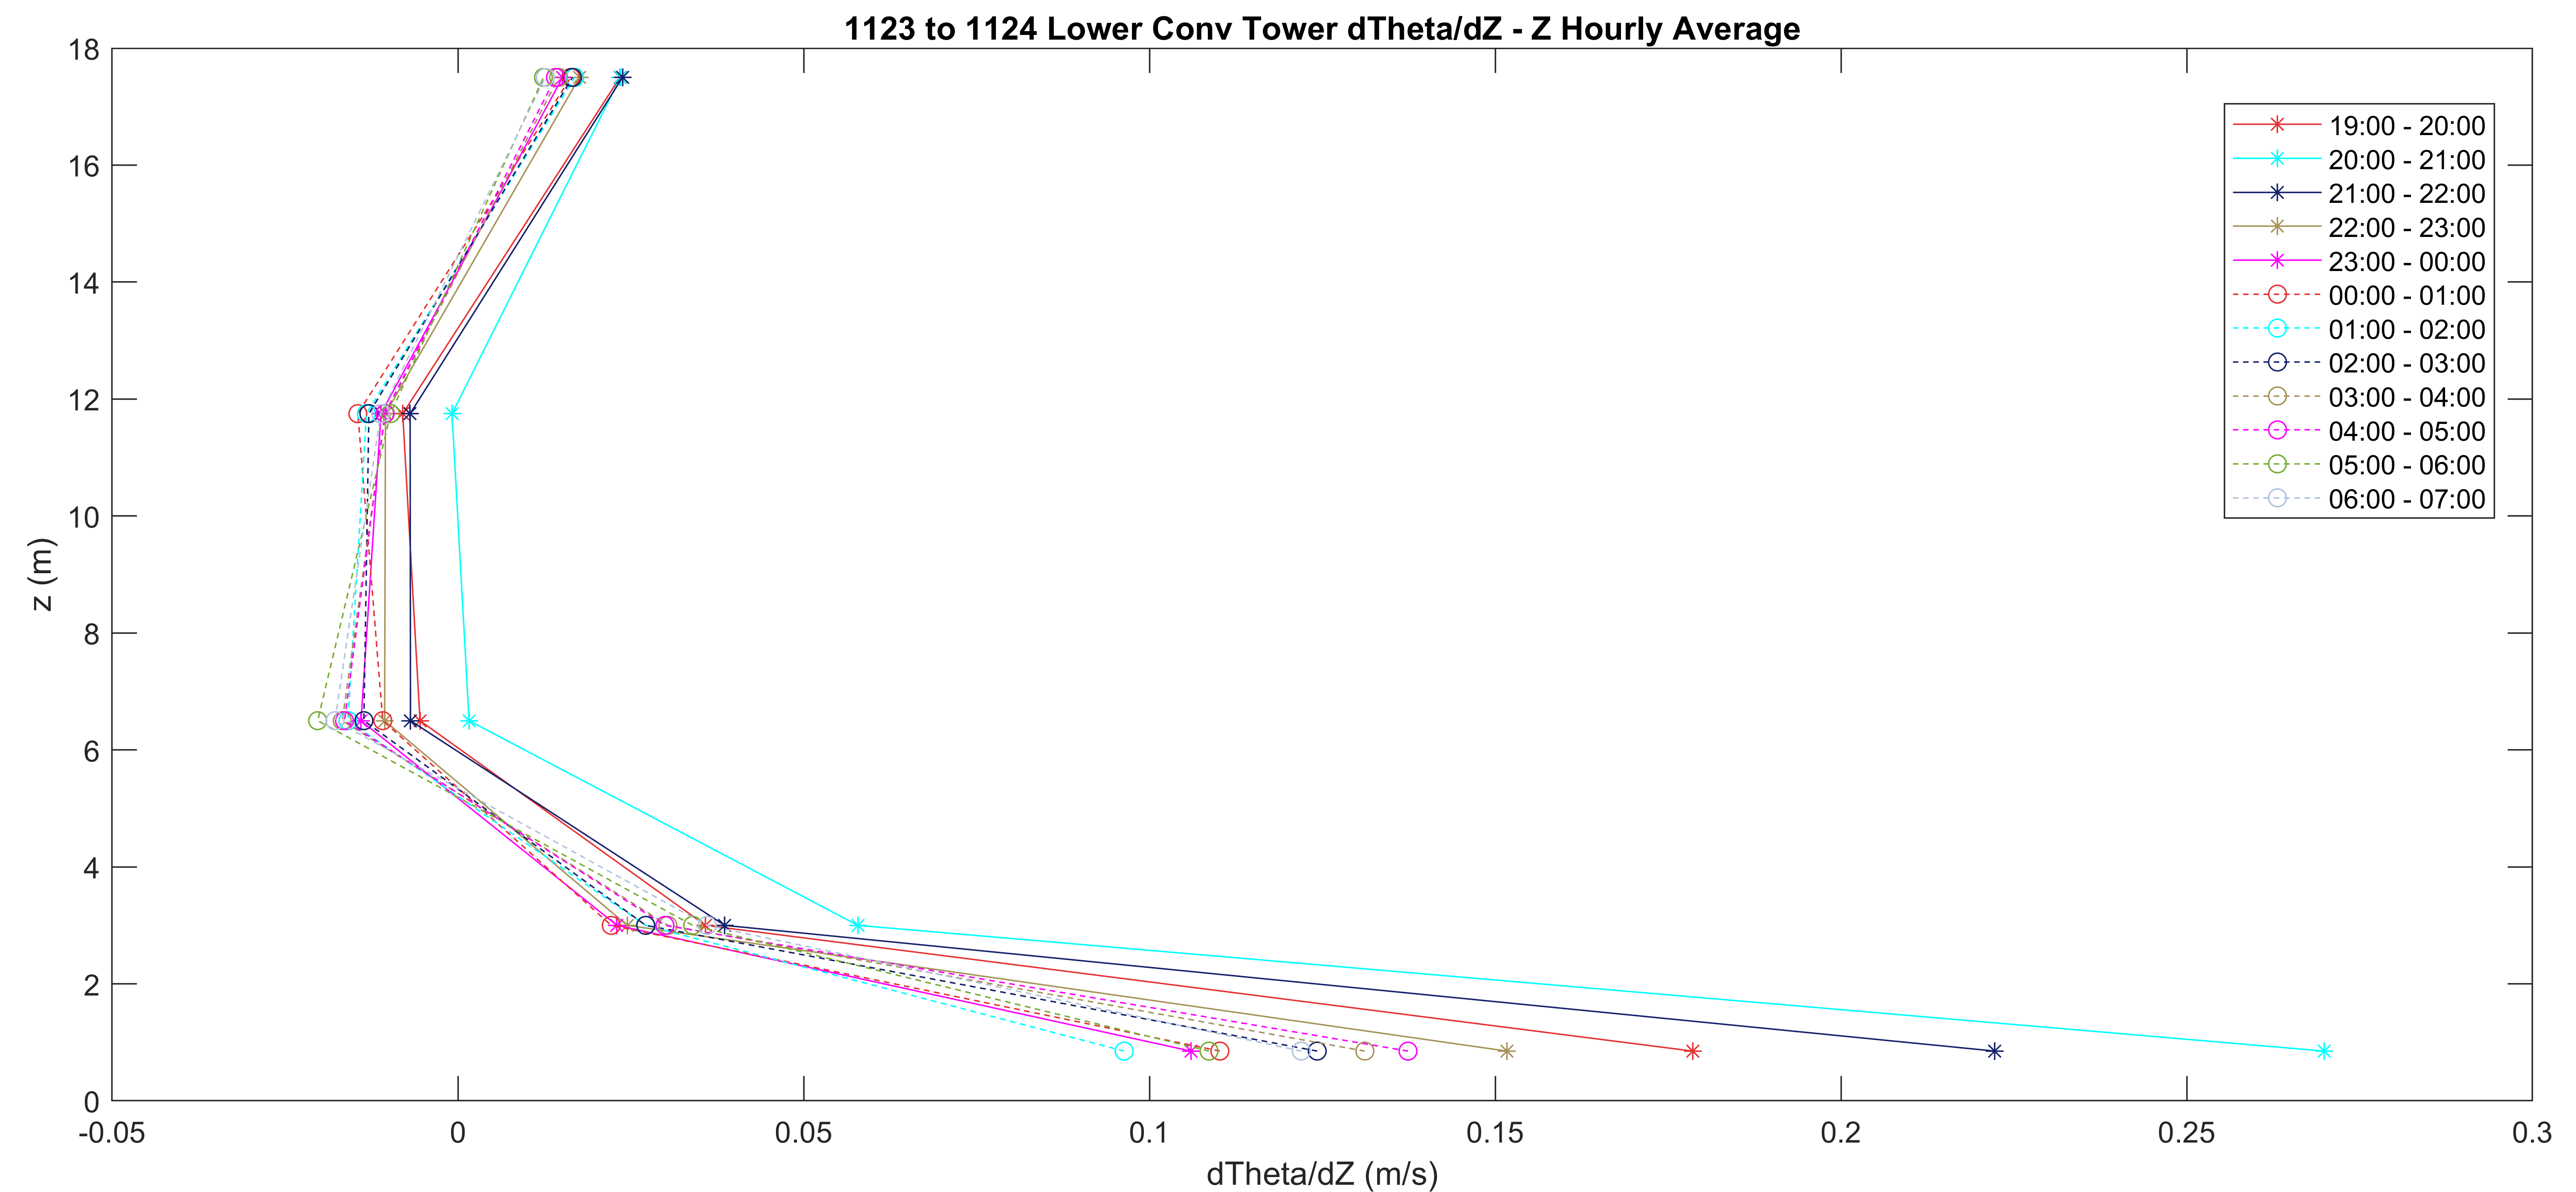 1123 to 1124 Lower Conv Tower dTheta/dZ - Z Hourly Average
18
16
14
12
10
8
6
4
2
0
z (m)
-0.05
0
0.05
0.1
0.15
0.2
0.25
0.3
dTheta/dZ (m/s)
19:00 - 20:00
20:00 - 21:00
21:00 - 22:00
22:00 - 23:00
23:00 - 00:00
00:00 - 01:00
01:00 - 02:00
02:00 - 03:00
03:00 - 04:00
04:00 - 05:00
05:00 - 06:00
06:00 - 07:00